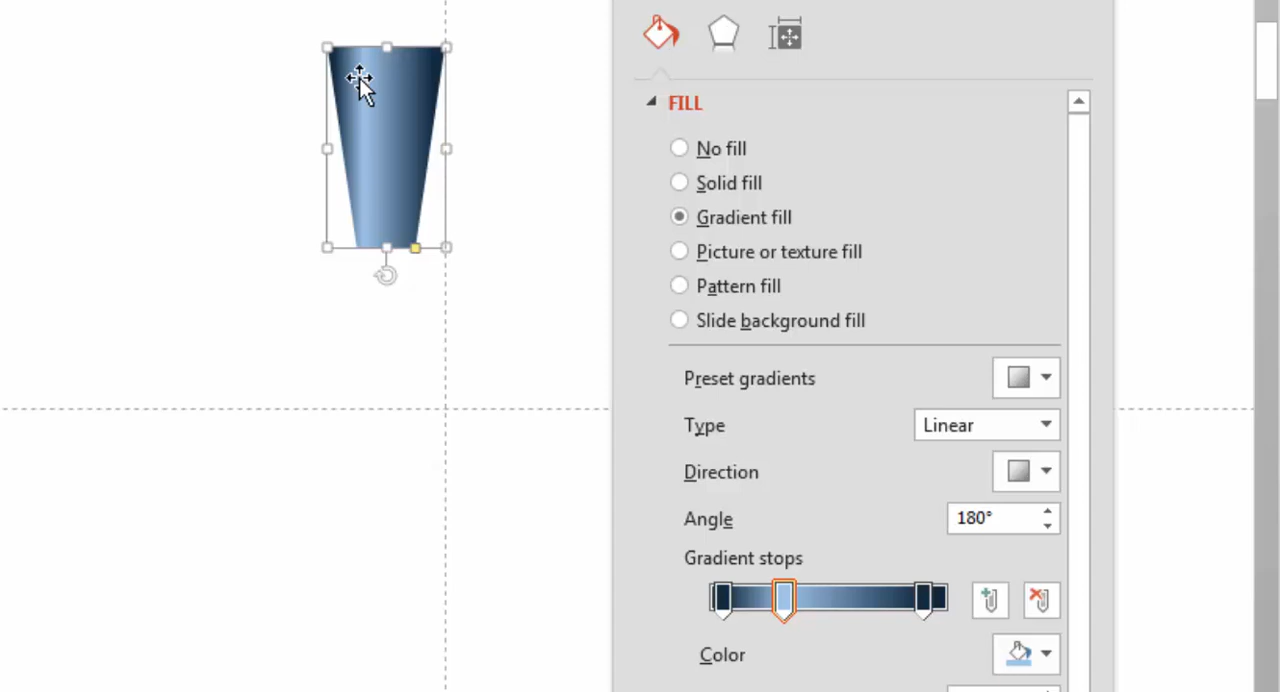 FILL
No fill
Solid fill
Gradient fill
Picture or texture fill
Pattern fill
Slide background fill
Preset gradients
Type Linear
Direction
Angle 180°
Gradient stops
Color